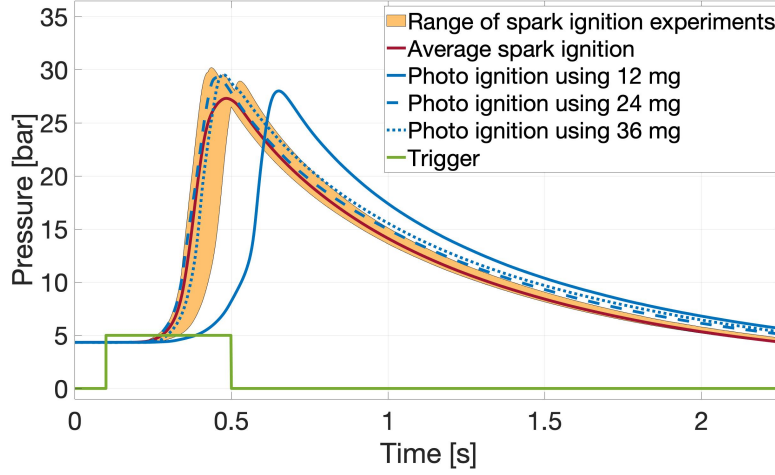 35
30
25
20
15
10
5
0
Pressure [bar]
Range of spark ignition experiments
Average spark ignition
Photo ignition using 12 mg
Photo ignition using 24 mg
Photo ignition using 36 mg
Trigger
0
0.5
1
1.5
2
Time [s]